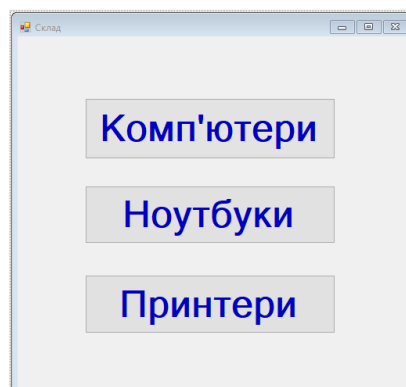 Склад
Комп'ютери
Ноутбуки
Принтери